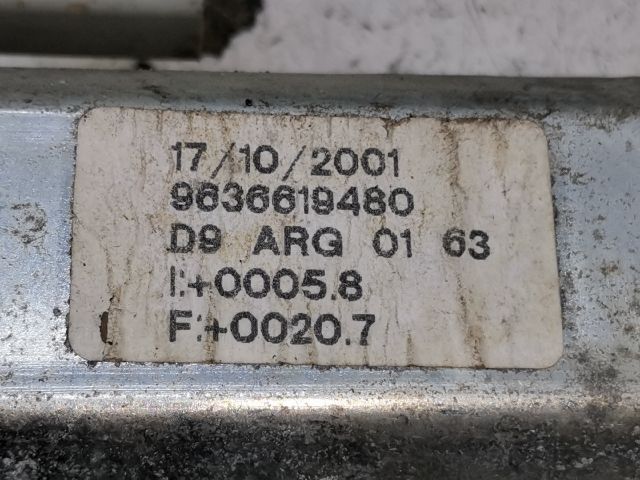 17/10/2001
9636619480
D9 ARG 01 63
I:+0005.8
F:+0020.7